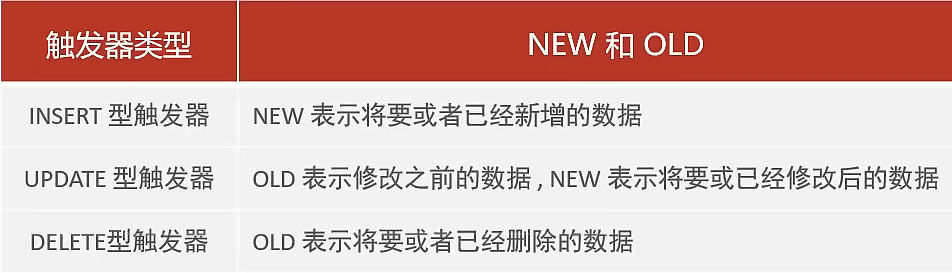 触发器类型
NEW 和 OLD
INSERT 型触发器
NEW 表示将要或者已经新增的数据
UPDATE 型触发器
OLD 表示修改之前的数据 , NEW 表示将要或已经修改后的数据
DELETE型触发器
OLD 表示将要或者已经删除的数据